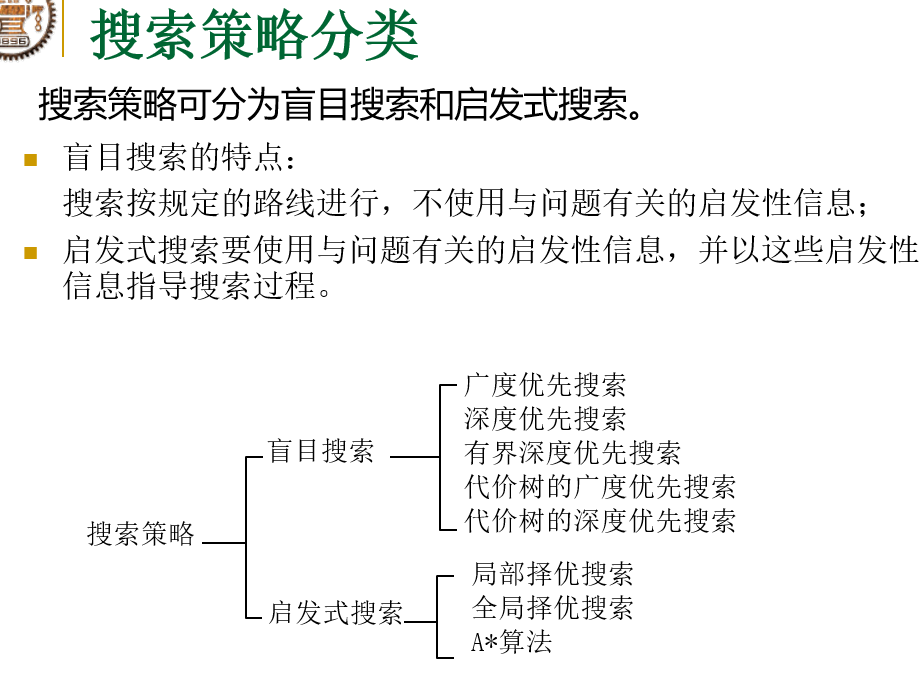 1896
搜索策略分类
搜索策略可分为盲目搜索和启发式搜索。
盲目搜索的特点：
搜索按规定的路线进行，不使用与问题有关的启发性信息；
启发式搜索要使用与问题有关的启发性信息，并以这些启发性
信息指导搜索过程。
广度优先搜索
深度优先搜索
有界深度优先搜索
代价树的广度优先搜索
代价树的深度优先搜索
盲目搜索
搜索策略
局部择优搜索
全局择优搜索
A*算法
启发式搜索